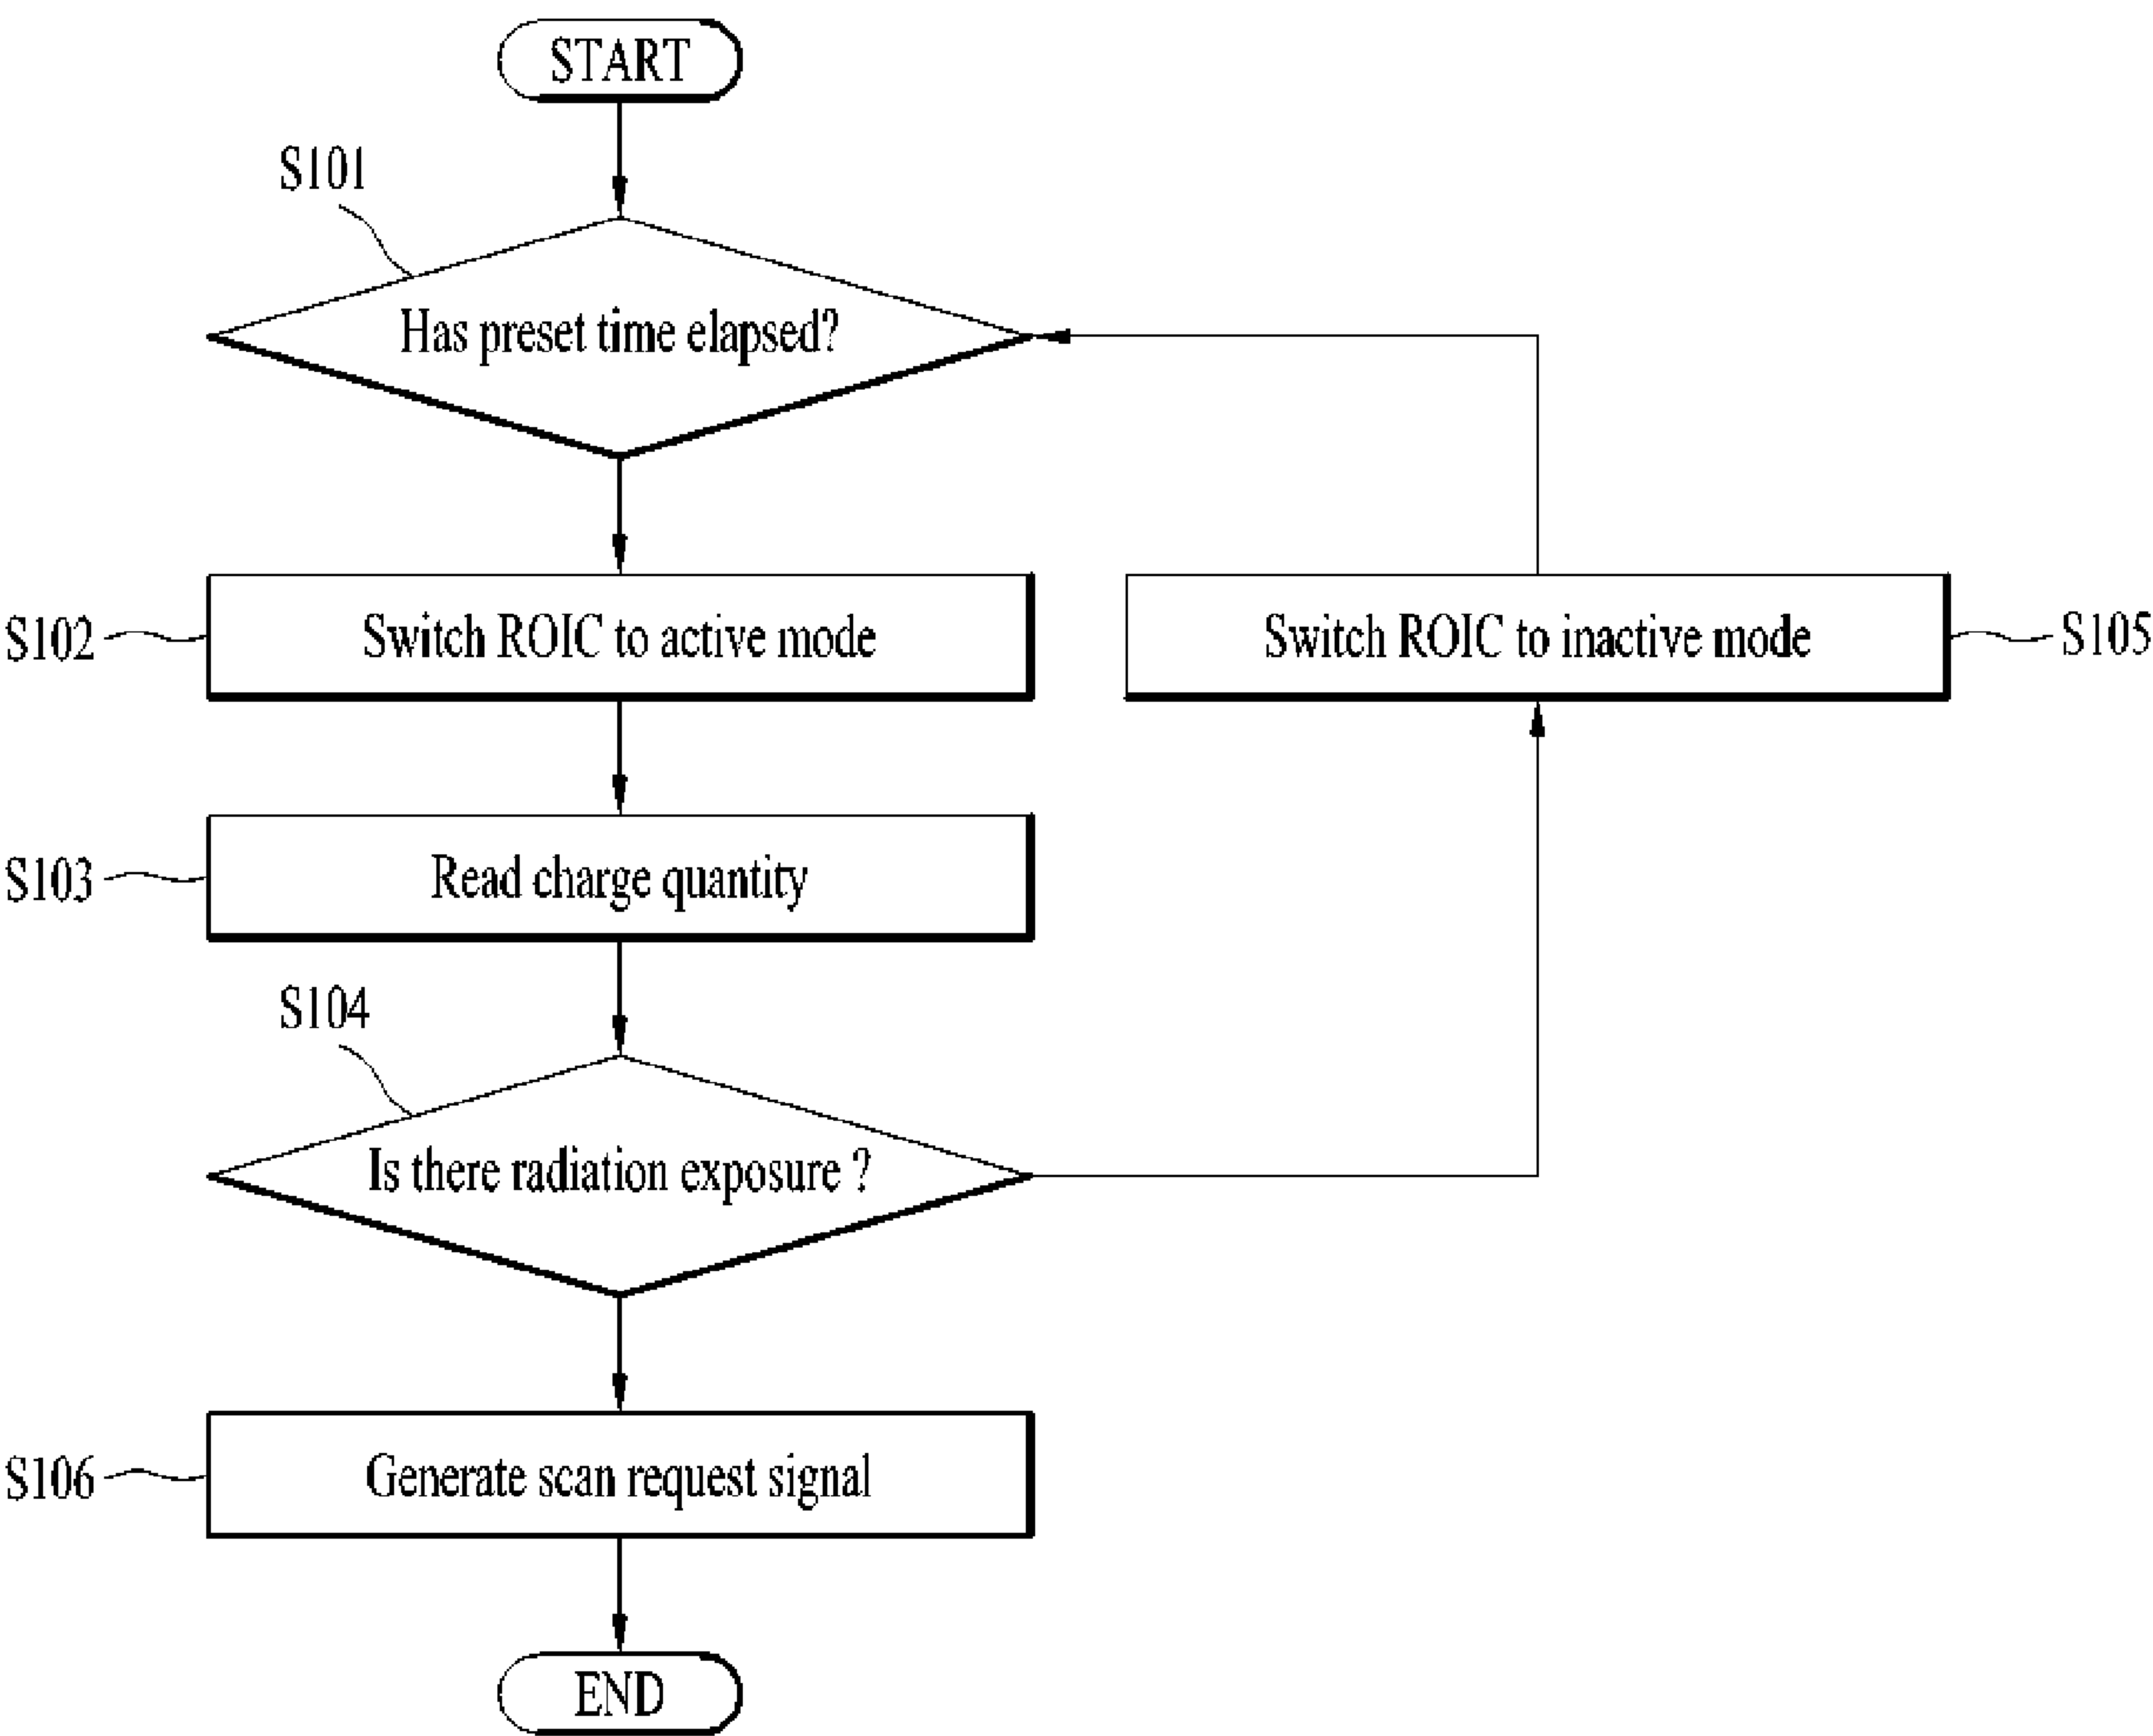 START
S101
Has preset time elapsed?
S102
Switch ROIC to active mode
Switch ROIC to inactive mode
S105
S103
Read charge quantity
S104
Is there radiation exposure ?
S106
Generate scan request signal
END